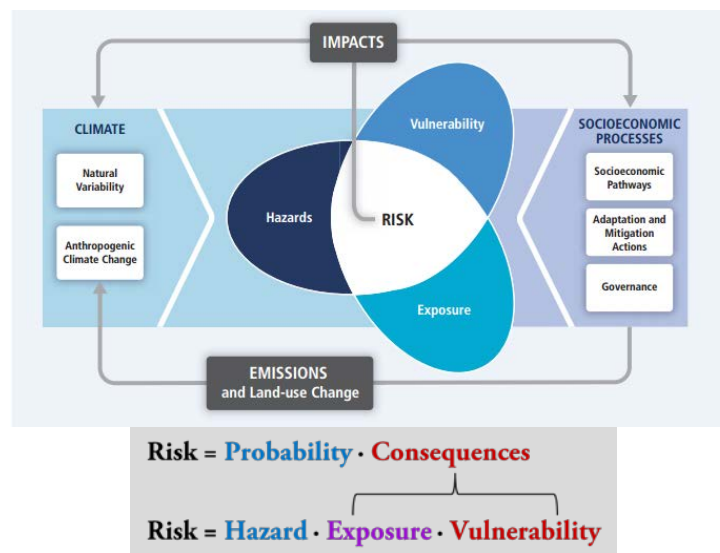 IMPACTS
CLIMATE
Natural
Variability
Anthropogenic
Climate Change
Vulnerability
Hazards
RISK
Exposure
SOCIOECONOMIC
PROCESSES
Socioeconomic
Pathways
Adaptation and
Mitigation
Actions
Governance
EMISSIONS
and Land-use Change
Risk = Probability · Consequences
Risk = Hazard · Exposure · Vulnerability